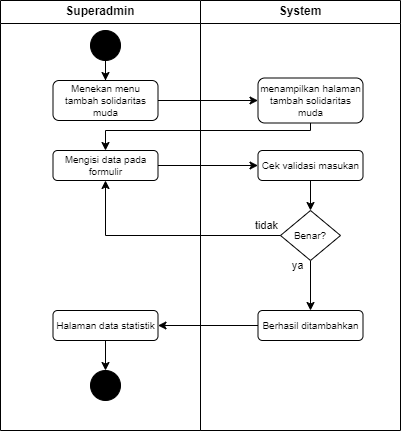 Superadmin
System
Menekan menu
tambah solidaritas
muda
menampilkan halaman
tambah solidaritas
muda
Mengisi data pada
formulir
Cek validasi masukan
tidak
Benar?
ya
Halaman data statistik
Berhasil ditambahkan